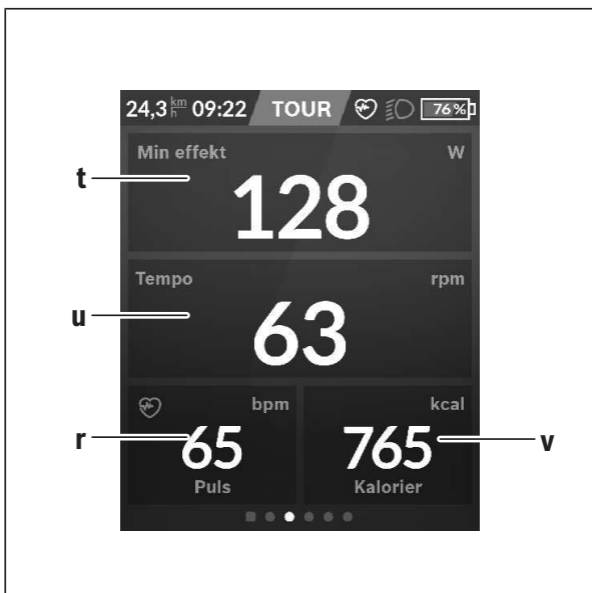 24,3 km/h 09:22 TOUR 76 %
Min effekt W
t
128
Tempo rpm
u
63
bpm kcal
r 65 765 v
Puls Kalorier